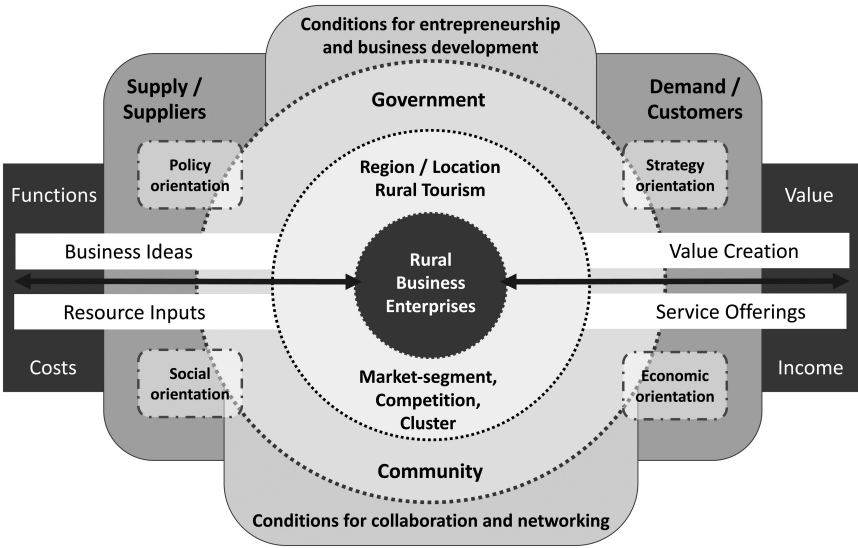 Conditions for entrepreneurship
and business development
Supply /
Suppliers
Demand /
Customers
Government
Policy
orientation
Region / Location
Rural Tourism
Strategy
orientation
Functions
Value
Business Ideas
Value Creation
Rural
Business
Enterprises
Resource Inputs
Service Offerings
Costs
Income
Social
orientation
Market-segment,
Competition,
Cluster
Economic
orientation
Community
Conditions for collaboration and networking